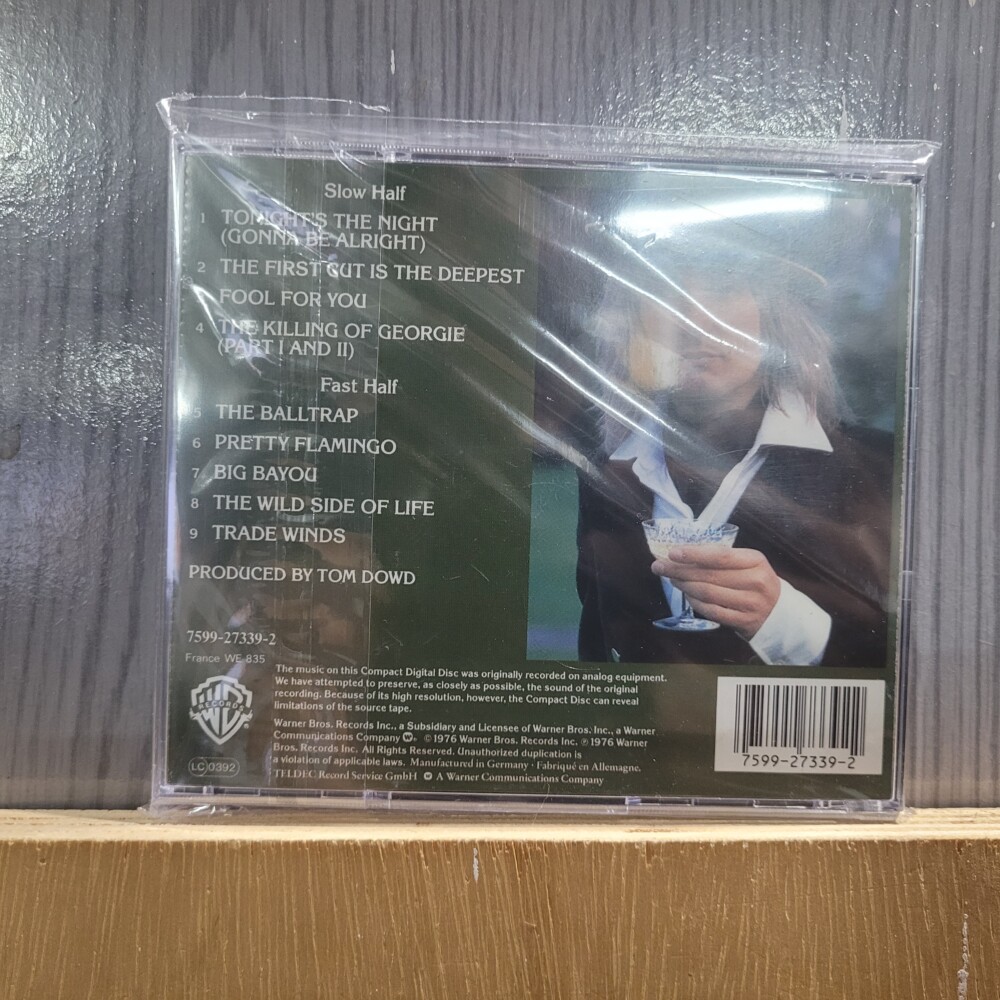 Slow Half
1 TONIGHT'S THE NIGHT
(GONNA BE ALRIGHT)
2 THE FIRST CUT IS THE DEEPEST
FOOL FOR YOU
4 THE KILLING OF GEORGIE
(PART I AND II)
Fast Half
5 THE BALLTRAP
6 PRETTY FLAMINGO
7 BIG BAYOU
8 THE WILD SIDE OF LIFE
9 TRADE WINDS
PRODUCED BY TOM DOWD
7599-27339-2
France WE 835
The music on this Compact Digital Disc was originally recorded on analog equipment.
We have attempted to preserve, as closely as possible, the sound of the original
recording. Because of its high resolution, however, the Compact Disc can reveal
limitations of the source tape.
WB
RECORDS
Warner Bros. Records Inc., a Subsidiary and Licensee of Warner Bros. Inc., a Warner
Communications Company. © 1976 Warner Bros. Records Inc. ℗ 1976 Warner
Bros. Records Inc. All Rights Reserved. Unauthorized duplication is
a violation of applicable laws. Manufactured in Germany · Fabriqué en Allemagne.
LC 0392
TELDEC Record Service GmbH A Warner Communications Company
7599-27339-2